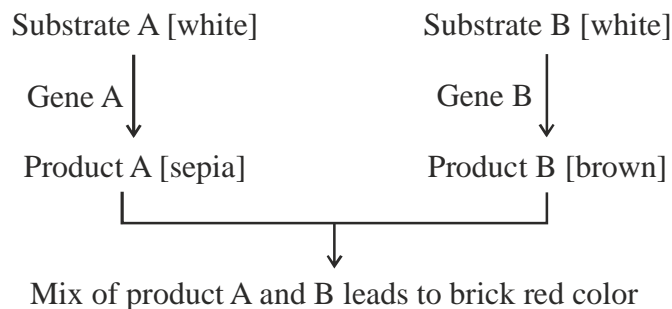 Substrate A [white] Substrate B [white]
Gene A Gene B
Product A [sepia] Product B [brown]
Mix of product A and B leads to brick red color